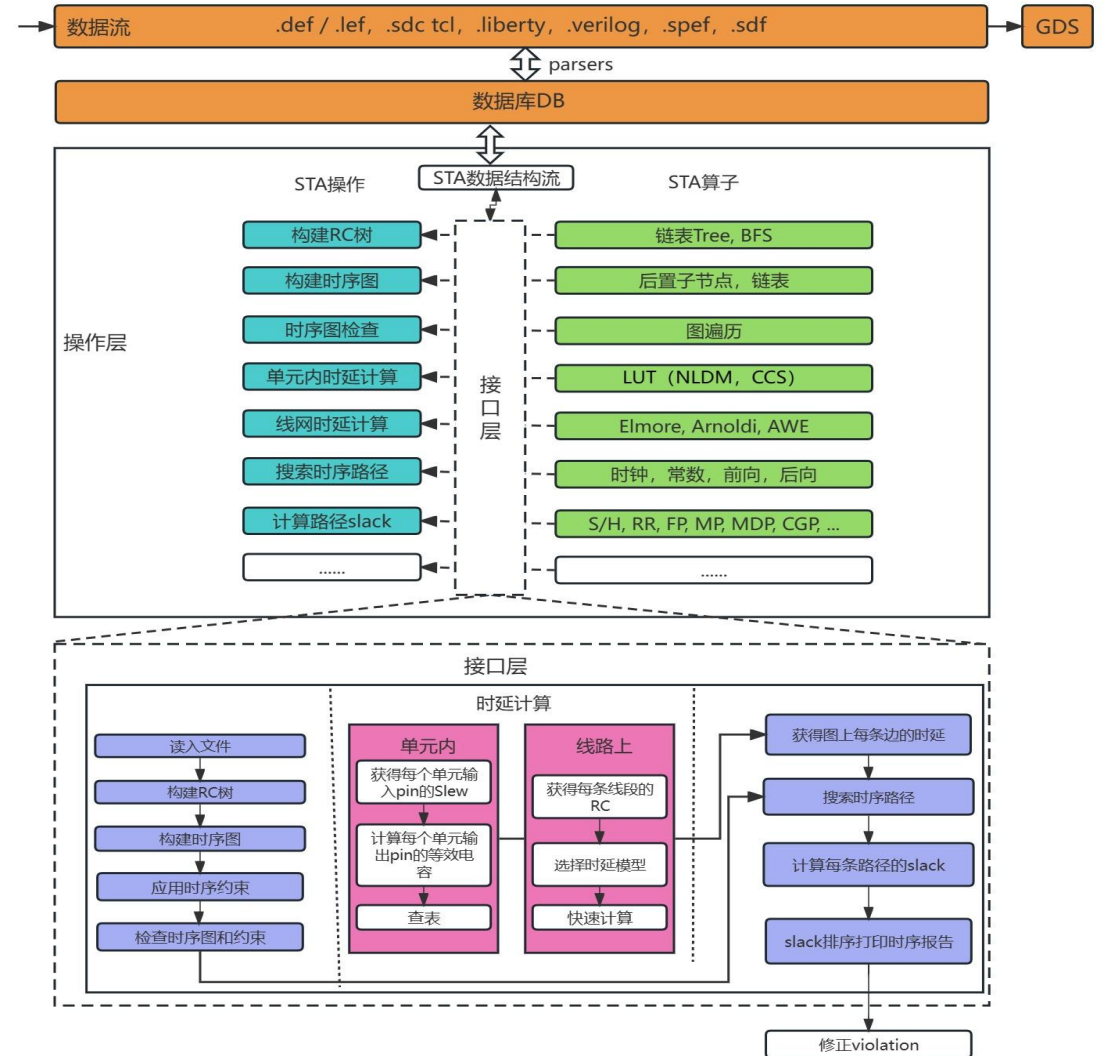 数据流 .def / .lef, .sdc tcl, .liberty, .verilog, .spef, .sdf
GDS
parsers
数据库DB
STA操作
STA数据结构流
STA算子
操作层
接
口
层
构建RC树
链表Tree, BFS
构建时序图
后置子节点，链表
时序图检查
图遍历
单元内时延计算
LUT（NLDM，CCS）
线网时延计算
Elmore, Arnoldi, AWE
搜索时序路径
时钟，常数，前向，后向
计算路径slack
S/H, RR, FP, MP, MDP, CGP, ...
......
......
接口层
读入文件
构建RC树
构建时序图
应用时序约束
检查时序图和约束
时延计算
单元内
获得每个单元输
入pin的Slew
计算每个单元输
出pin的等效电
容
查表
线路上
获得每条线段的
RC
选择时延模型
快速计算
获得图上每条边的时延
搜索时序路径
计算每条路径的slack
slack排序打印时序报告
修正violation